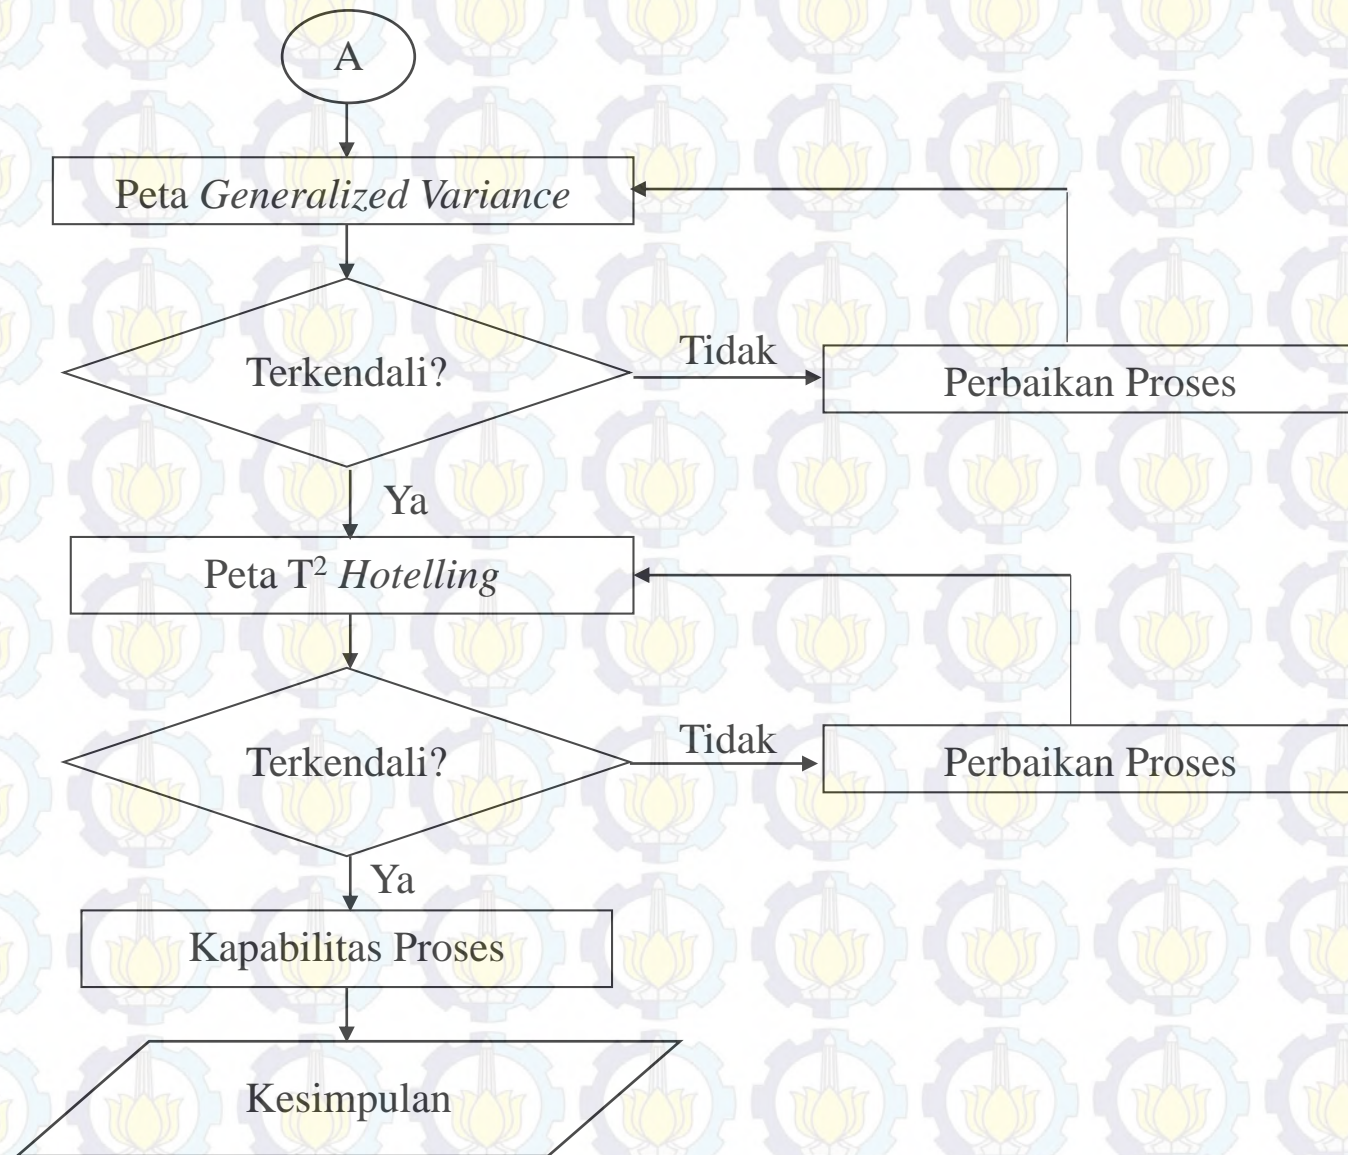 A
Peta Generalized Variance
Terkendali?
Tidak
Perbaikan Proses
Ya
Peta T² Hotelling
Terkendali?
Tidak
Perbaikan Proses
Ya
Kapabilitas Proses
Kesimpulan